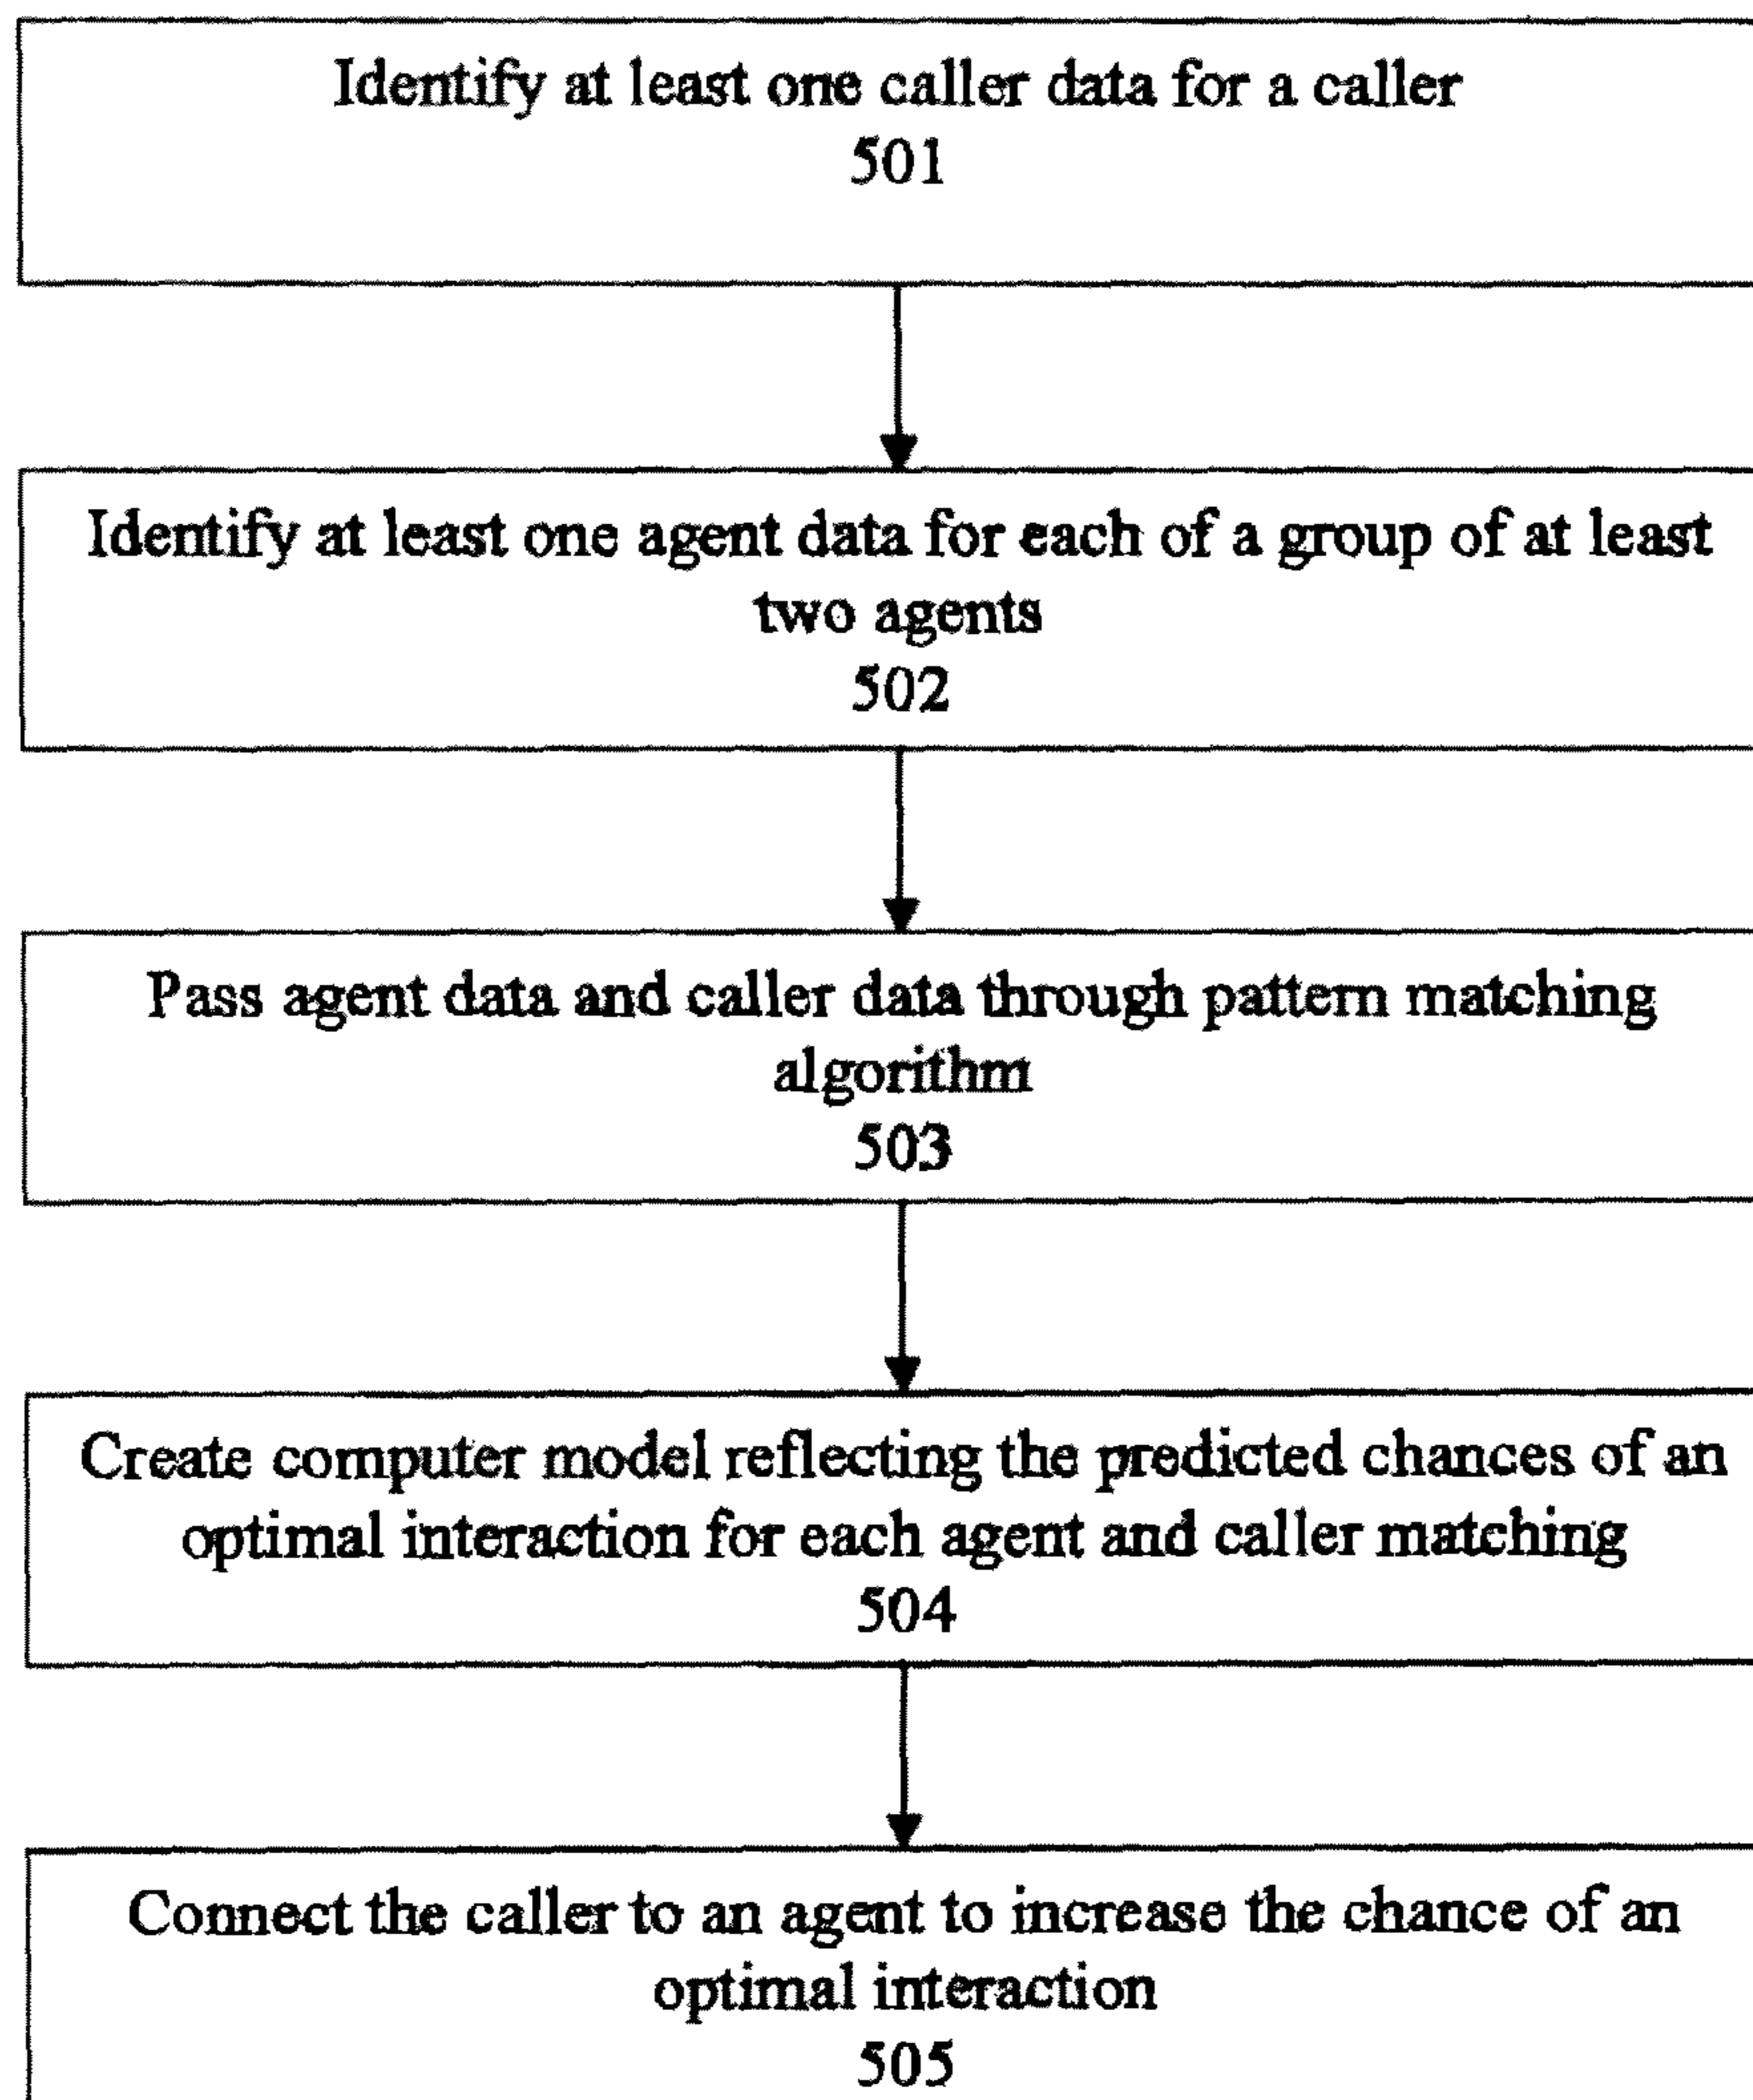 Identify at least one caller data for a caller
501
Identify at least one agent data for each of a group of at least
two agents
502
Pass agent data and caller data through pattern matching
algorithm
503
Create computer model reflecting the predicted chances of an
optimal interaction for each agent and caller matching
504
Connect the caller to an agent to increase the chance of an
optimal interaction
505